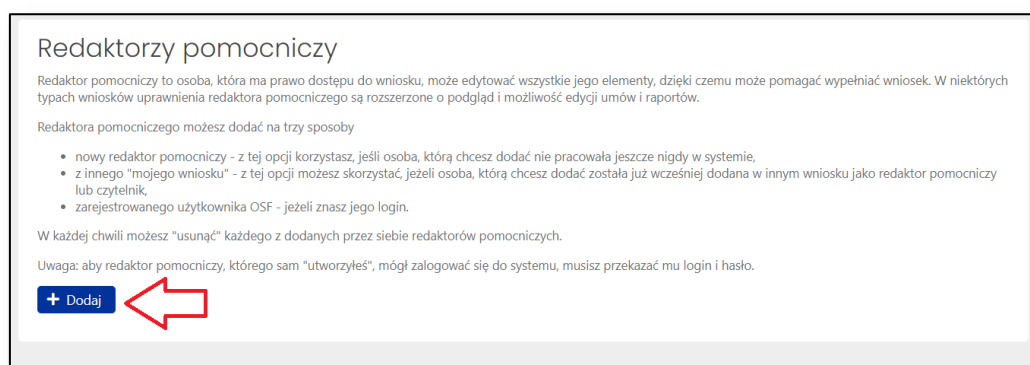 Redaktorzy pomocniczy
Redaktor pomocniczy to osoba, która ma prawo dostępu do wniosku, może edytować wszystkie jego elementy, dzięki czemu może pomagać wypełniać wniosek. W niektórych
typach wniosków uprawnienia redaktora pomocniczego są rozszerzone o podgląd i możliwość edycji umów i raportów.
Redaktora pomocniczego możesz dodać na trzy sposoby
• nowy redaktor pomocniczy - z tej opcji korzystasz, jeśli osoba, którą chcesz dodać nie pracowała jeszcze nigdy w systemie,
• z innego "mojego wniosku" - z tej opcji możesz skorzystać, jeżeli osoba, którą chcesz dodać została już wcześniej dodana w innym wniosku jako redaktor pomocniczy
lub czytelnik,
• zarejestrowanego użytkownika OSF - jeżeli znasz jego login.
W każdej chwili możesz "usunąć" każdego z dodanych przez siebie redaktorów pomocniczych.
Uwaga: aby redaktor pomocniczy, którego sam "utworzyłeś", mógł zalogować się do systemu, musisz przekazać mu login i hasło.
+ Dodaj